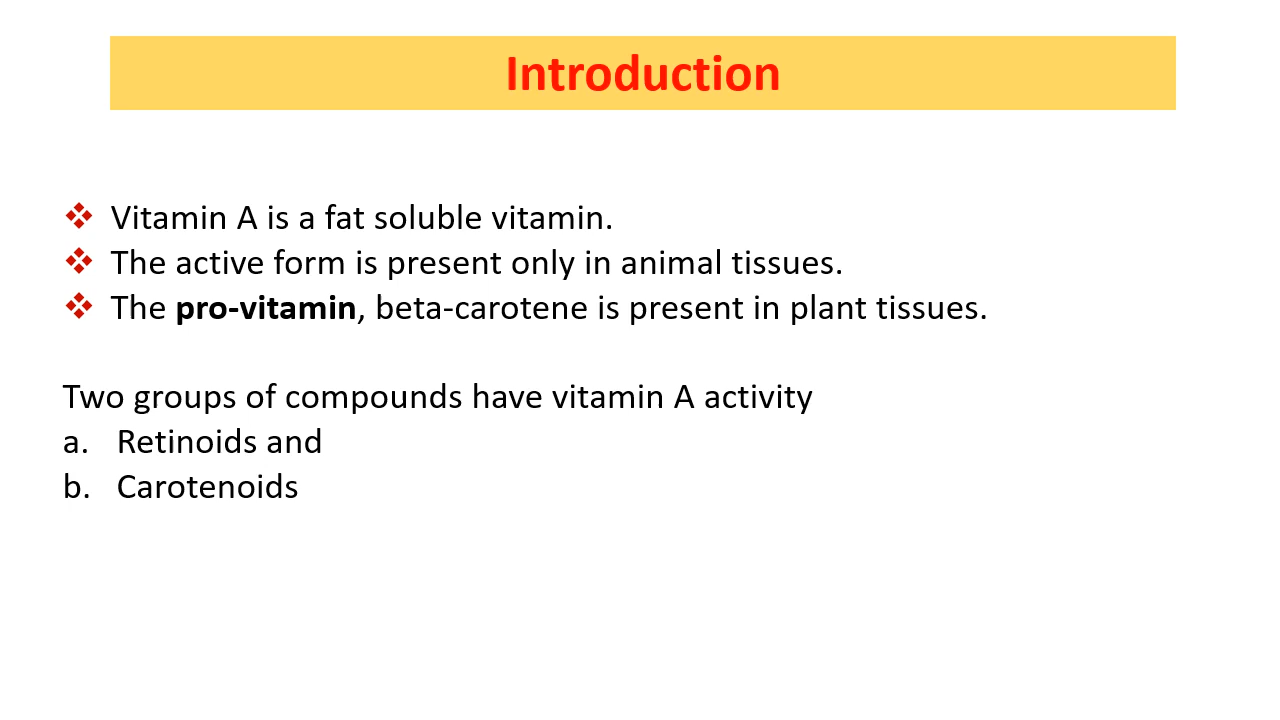 Introduction
❖ Vitamin A is a fat soluble vitamin.
❖ The active form is present only in animal tissues.
❖ The pro-vitamin, beta-carotene is present in plant tissues.
Two groups of compounds have vitamin A activity
a. Retinoids and
b. Carotenoids